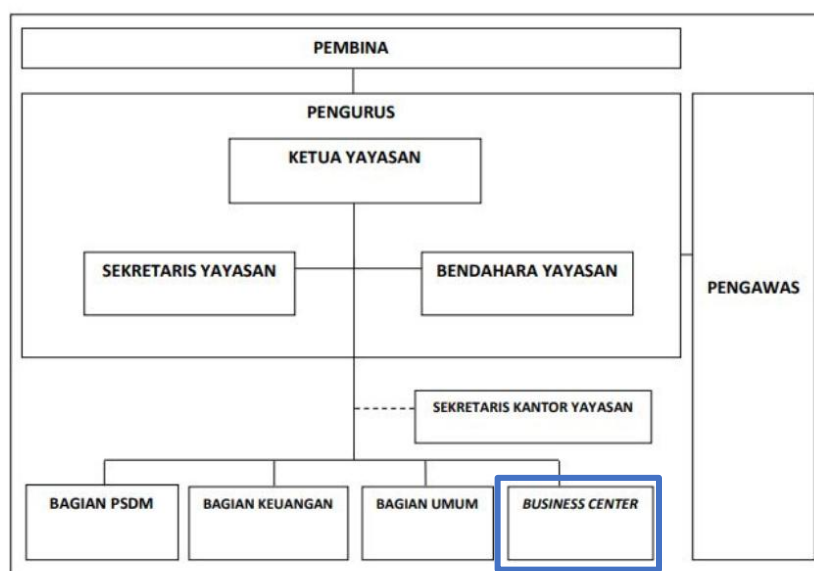 PEMBINA
PENGURUS
KETUA YAYASAN
SEKRETARIS YAYASAN
BENDAHARA YAYASAN
PENGAWAS
SEKRETARIS KANTOR YAYASAN
BAGIAN PSDM
BAGIAN KEUANGAN
BAGIAN UMUM
BUSINESS CENTER